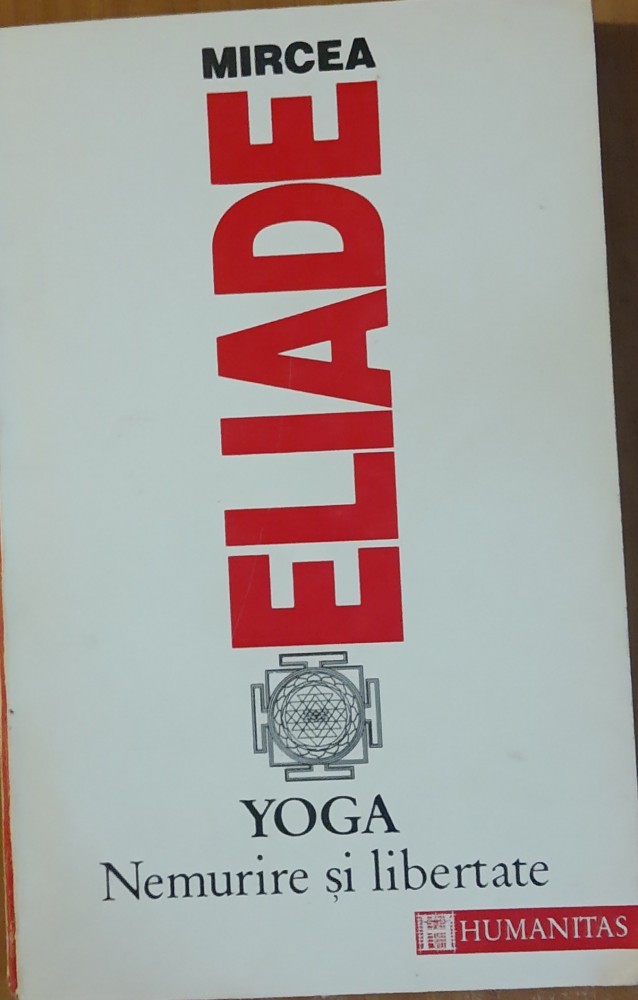 MIRCEA
ELIADE
YOGA
Nemurire și libertate
HUMANITAS